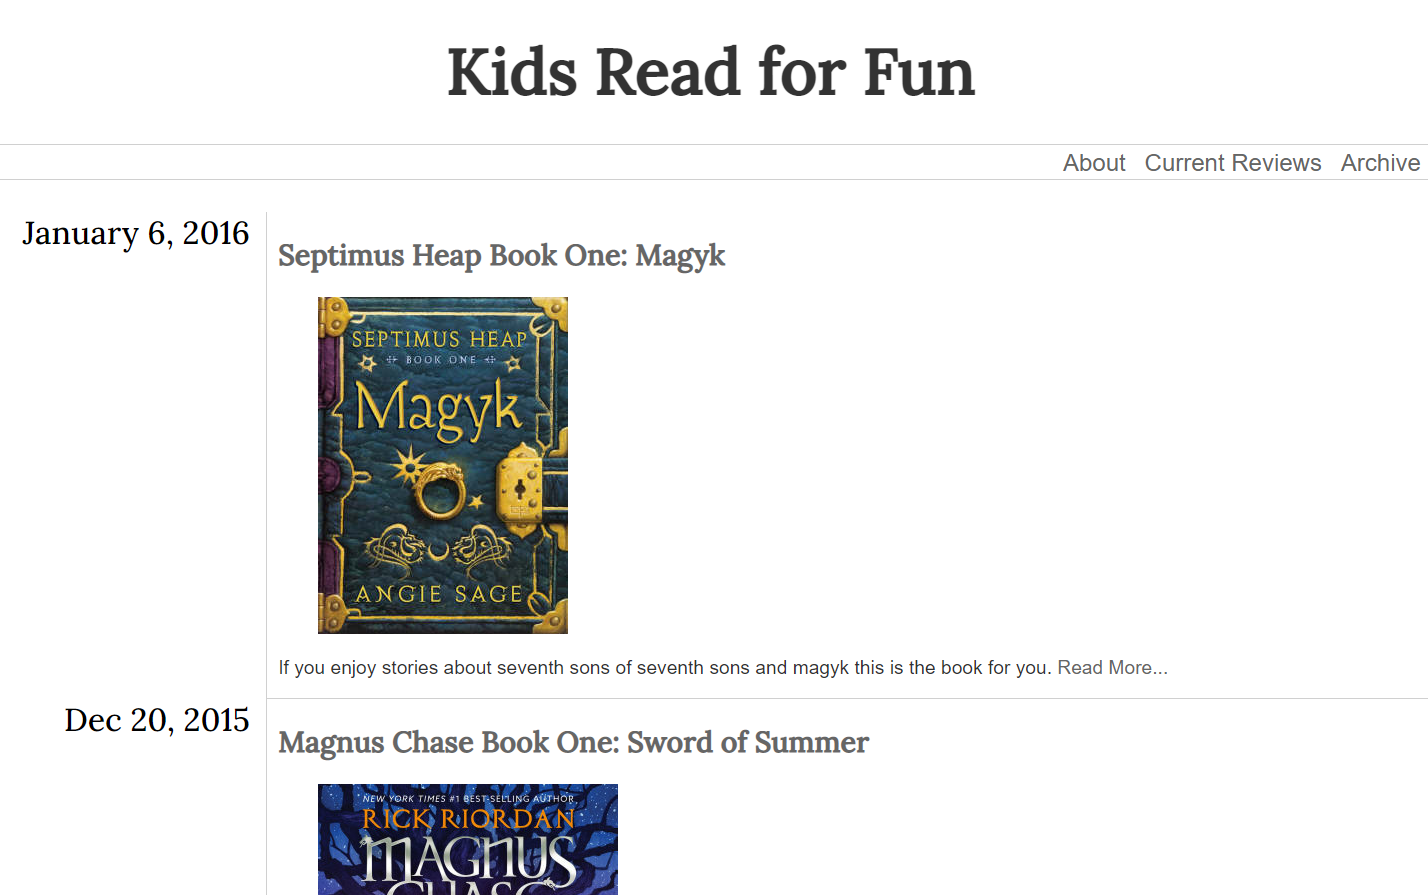 Kids Read for Fun
About Current Reviews Archive
January 6, 2016
Septimus Heap Book One: Magyk
SEPTIMUS HEAP
BOOK ONE
Magyk
ANGIE SAGE
If you enjoy stories about seventh sons of seventh sons and magyk this is the book for you. Read More...
Dec 20, 2015
Magnus Chase Book One: Sword of Summer
NEW YORK TIMES #1 BEST-SELLING AUTHOR
RICK RIORDAN
MAGNUS
CHASE